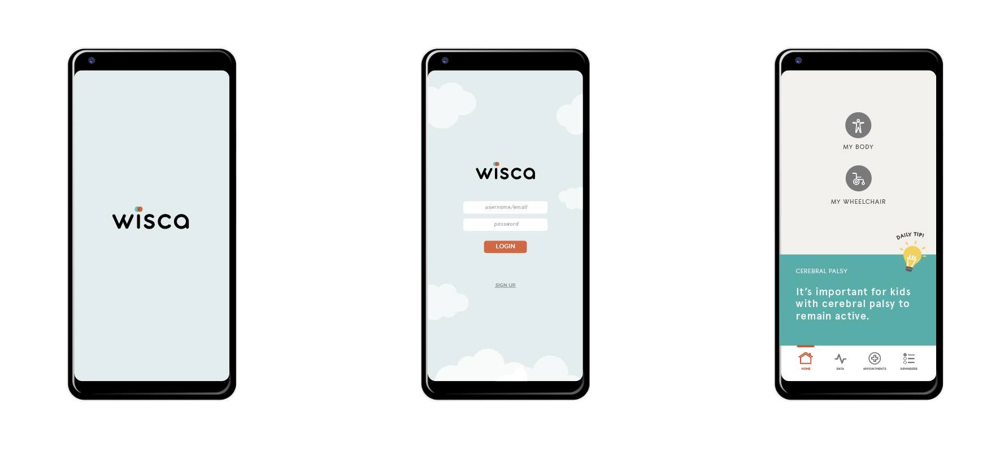 wisca
wisca
username/email
password
LOGIN
SIGN UP
MY BODY
MY WHEELCHAIR
DAILY TIP!
CEREBRAL PALSY
It's important for kids
with cerebral palsy to
remain active.
HOME DATA APPOINTMENTS REMINDERS